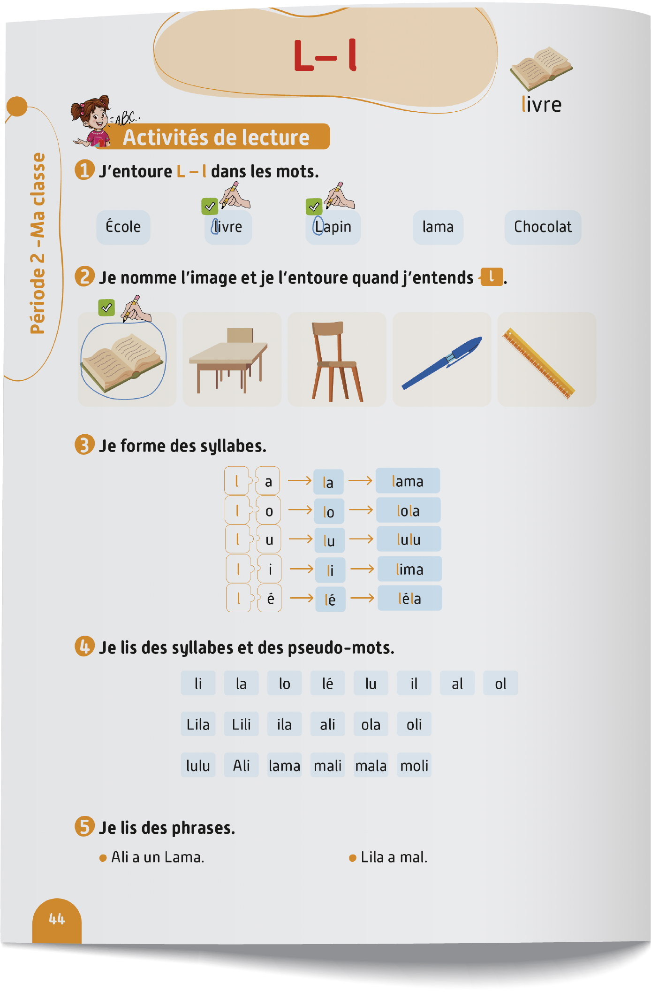 L – l
livre
ABC..
Activités de lecture
Période 2 -Ma classe
1 J'entoure L – l dans les mots.
École livre Lapin lama Chocolat
2 Je nomme l'image et je l'entoure quand j'entends l.
3 Je forme des syllabes.
l a → la → lama
l o → lo → lola
l u → lu → lulu
l i → li → lima
l é → lé → léla
4 Je lis des syllabes et des pseudo-mots.
li la lo lé lu il al ol
Lila Lili ila ali ola oli
lulu Ali lama mali mala moli
5 Je lis des phrases.
• Ali a un Lama. • Lila a mal.
44